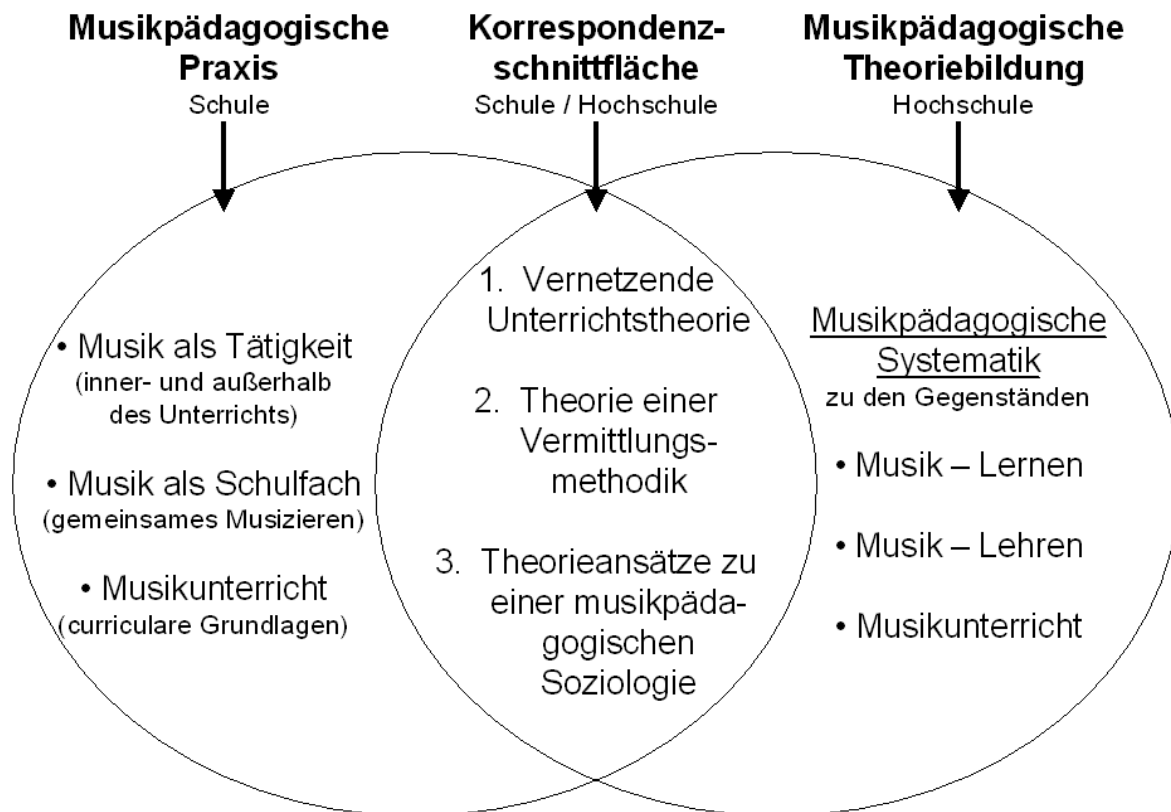 Musikpädagogische
Praxis
Schule
Korrespondenz-
schnittfläche
Schule / Hochschule
Musikpädagogische
Theoriebildung
Hochschule
• Musik als Tätigkeit
(inner- und außerhalb
des Unterrichts)
• Musik als Schulfach
(gemeinsames Musizieren)
• Musikunterricht
(curriculare Grundlagen)
1. Vernetzende
Unterrichtstheorie
2. Theorie einer
Vermittlungs-
methodik
3. Theorieansätze zu
einer musikpäda-
gogischen
Soziologie
Musikpädagogische
Systematik
zu den Gegenständen
• Musik – Lernen
• Musik – Lehren
• Musikunterricht